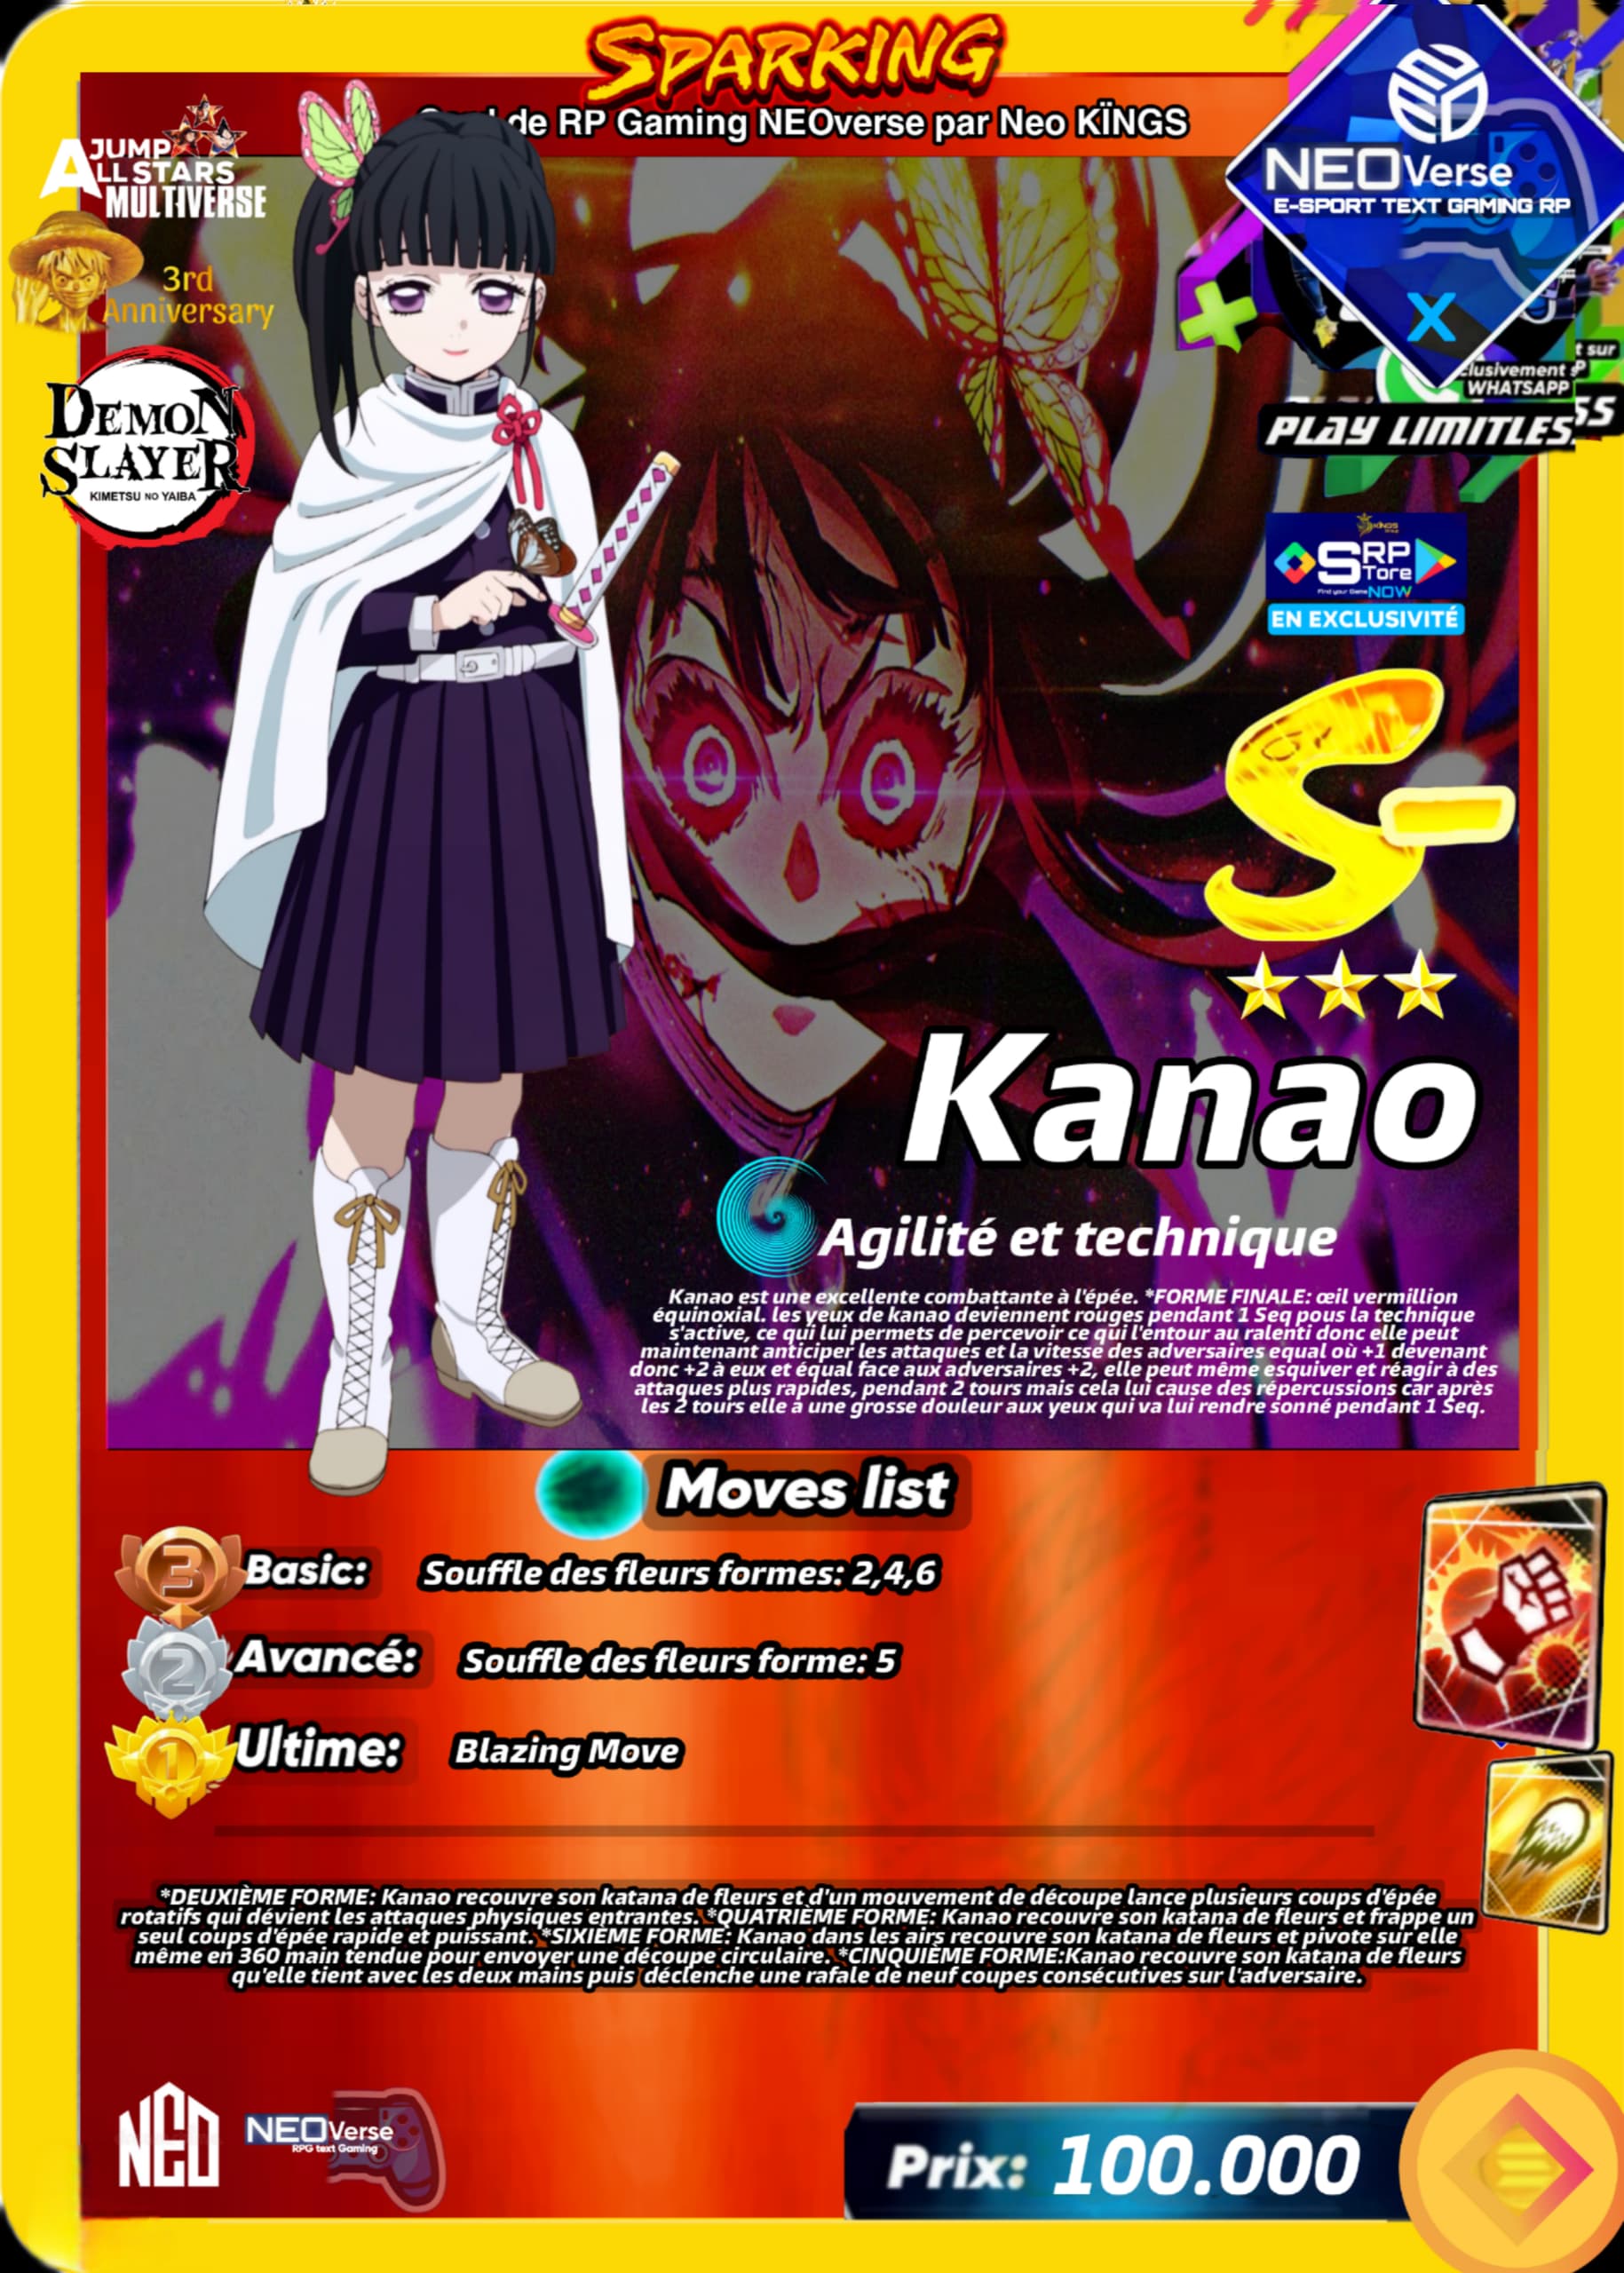 SPARKING
de RP Gaming NEOverse par Neo KÏNGS
JUMP
ALL STARS
MULTIVERSE
3rd
Anniversary
DEMON
SLAYER
KIMETSU NO YAIBA
NEOVerse
E-SPORT TEXT GAMING RP
X
t sur
clusivement
WHATSAPP
PLAY LIMITLES
SS
KiNGS
SRP
Tore
Find your Game NOW
EN EXCLUSIVITÉ
S-
Kanao
Agilité et technique
Kanao est une excellente combattante à l'épée. *FORME FINALE: œil vermillion
équinoxial. les yeux de kanao deviennent rouges pendant 1 Seq pous la technique
s'active, ce qui lui permets de percevoir ce qui l'entour au ralenti donc elle peut
maintenant anticiper les attaques et la vitesse des adversaires equal où +1 devenant
donc +2 à eux et équal face aux adversaires +2, elle peut même esquiver et réagir à des
attaques plus rapides, pendant 2 tours mais cela lui cause des répercussions car après
les 2 tours elle a une grosse douleur aux yeux qui va lui rendre sonné pendant 1 Seq.
Moves list
3 Basic: Souffle des fleurs formes: 2,4,6
2 Avancé: Souffle des fleurs forme: 5
1 Ultime: Blazing Move
*DEUXIÈME FORME: Kanao recouvre son katana de fleurs et d'un mouvement de découpe lance plusieurs coups d'épée
rotatifs qui dévient les attaques physiques entrantes. *QUATRIÈME FORME: Kanao recouvre son katana de fleurs et frappe un
seul coups d'épée rapide et puissant. *SIXIÈME FORME: Kanao dans les airs recouvre son katana de fleurs et pivote sur elle
même en 360 main tendue pour envoyer une découpe circulaire. *CINQUIÈME FORME:Kanao recouvre son katana de fleurs
qu'elle tient avec les deux mains puis déclenche une rafale de neuf coupes consécutives sur l'adversaire.
NEO
NEOVerse
RPG text Gaming
Prix: 100.000